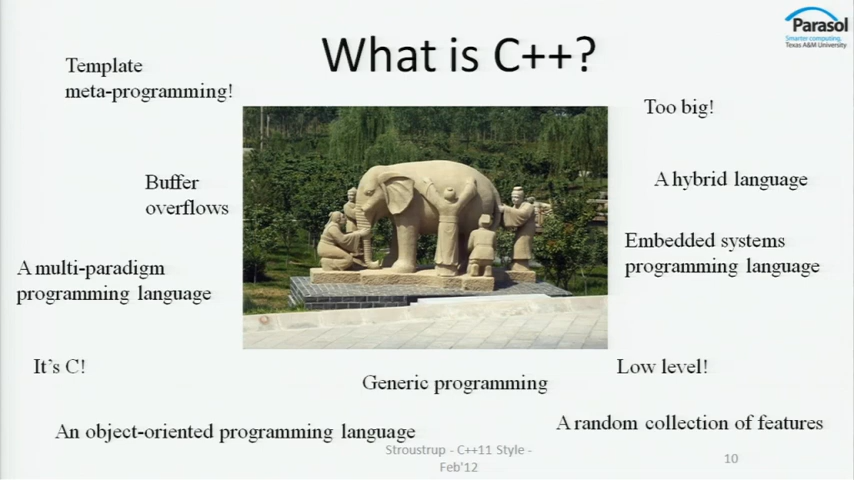 What is C++?
Parasol
Smarter computing.
Texas A&M University
Template
meta-programming!
Too big!
Buffer
overflows
A hybrid language
Embedded systems
programming language
A multi-paradigm
programming language
It's C!
Low level!
Generic programming
A random collection of features
An object-oriented programming language
Stroustrup - C++11 Style -
Feb'12
10